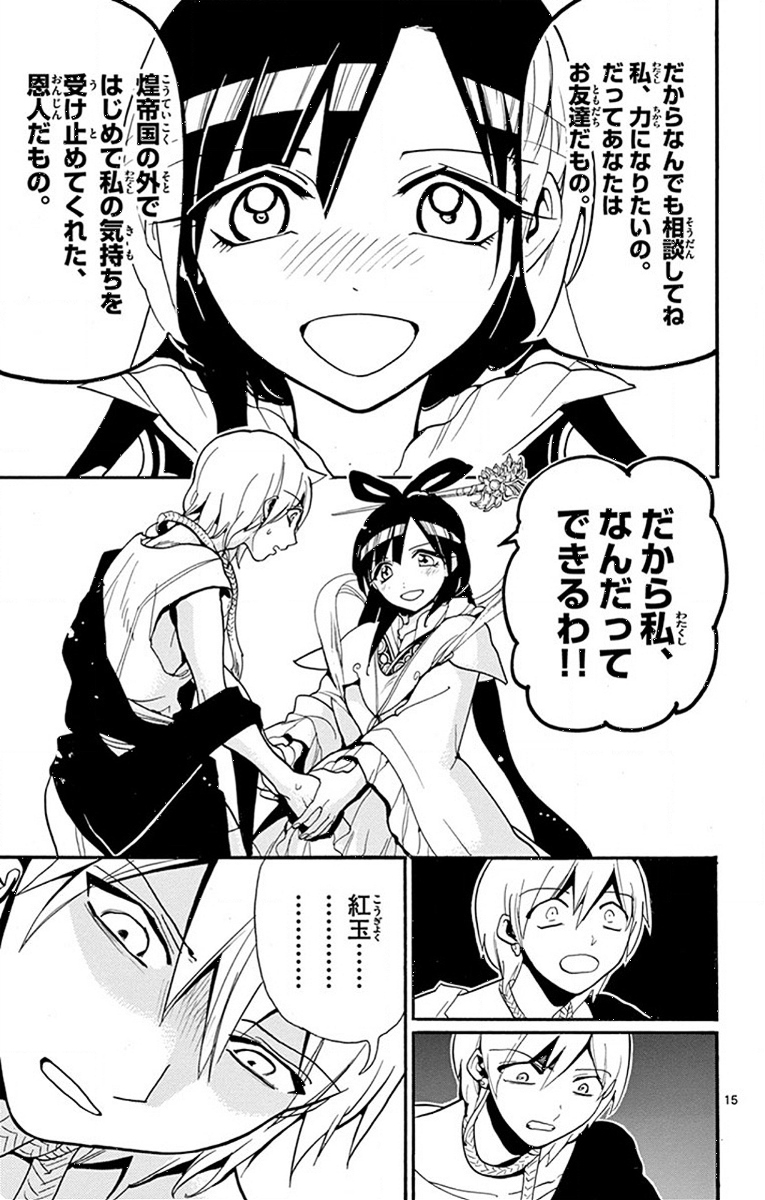 だからなんでも相談してね
私、力になりたいの。
だってあなたは
お友達だもの。
煌帝国の外で
はじめて私の気持ちを
受け止めてくれた、
恩人だもの。
だから私、
なんだって
できるわ!!
紅玉……
………
………
15